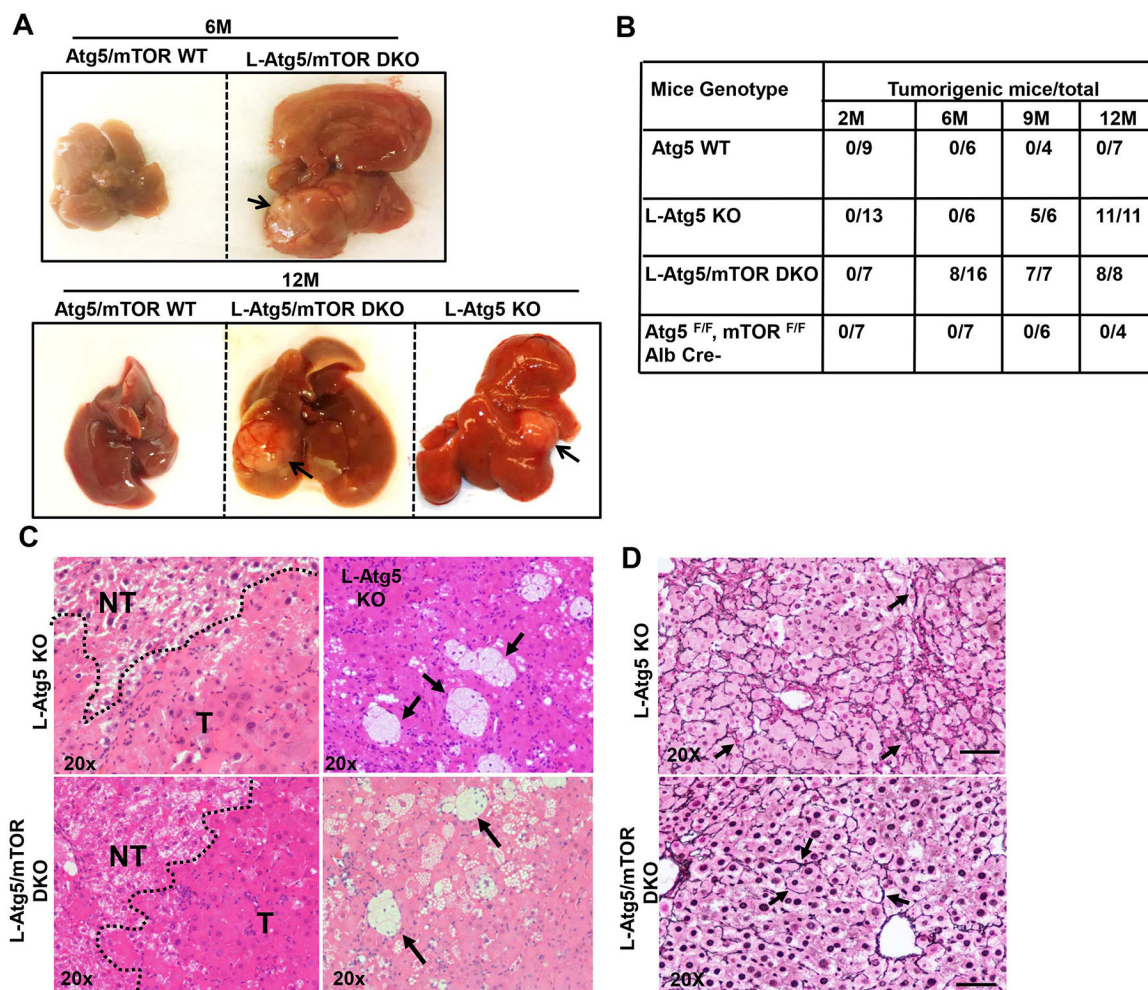 A
6M
Atg5/mTOR WT L-Atg5/mTOR DKO
12M
Atg5/mTOR WT L-Atg5/mTOR DKO L-Atg5 KO
B
Mice Genotype Tumorigenic mice/total
2M 6M 9M 12M
Atg5 WT 0/9 0/6 0/4 0/7
L-Atg5 KO 0/13 0/6 5/6 11/11
L-Atg5/mTOR DKO 0/7 8/16 7/7 8/8
Atg5 F/F, mTOR F/F 0/7 0/7 0/6 0/4
Alb Cre-
C
L-Atg5 KO
NT
T
20x
L-Atg5
KO
L-Atg5/mTOR
DKO
NT
T
20x
20x
D
L-Atg5 KO
20X
L-Atg5/mTOR
DKO
20X